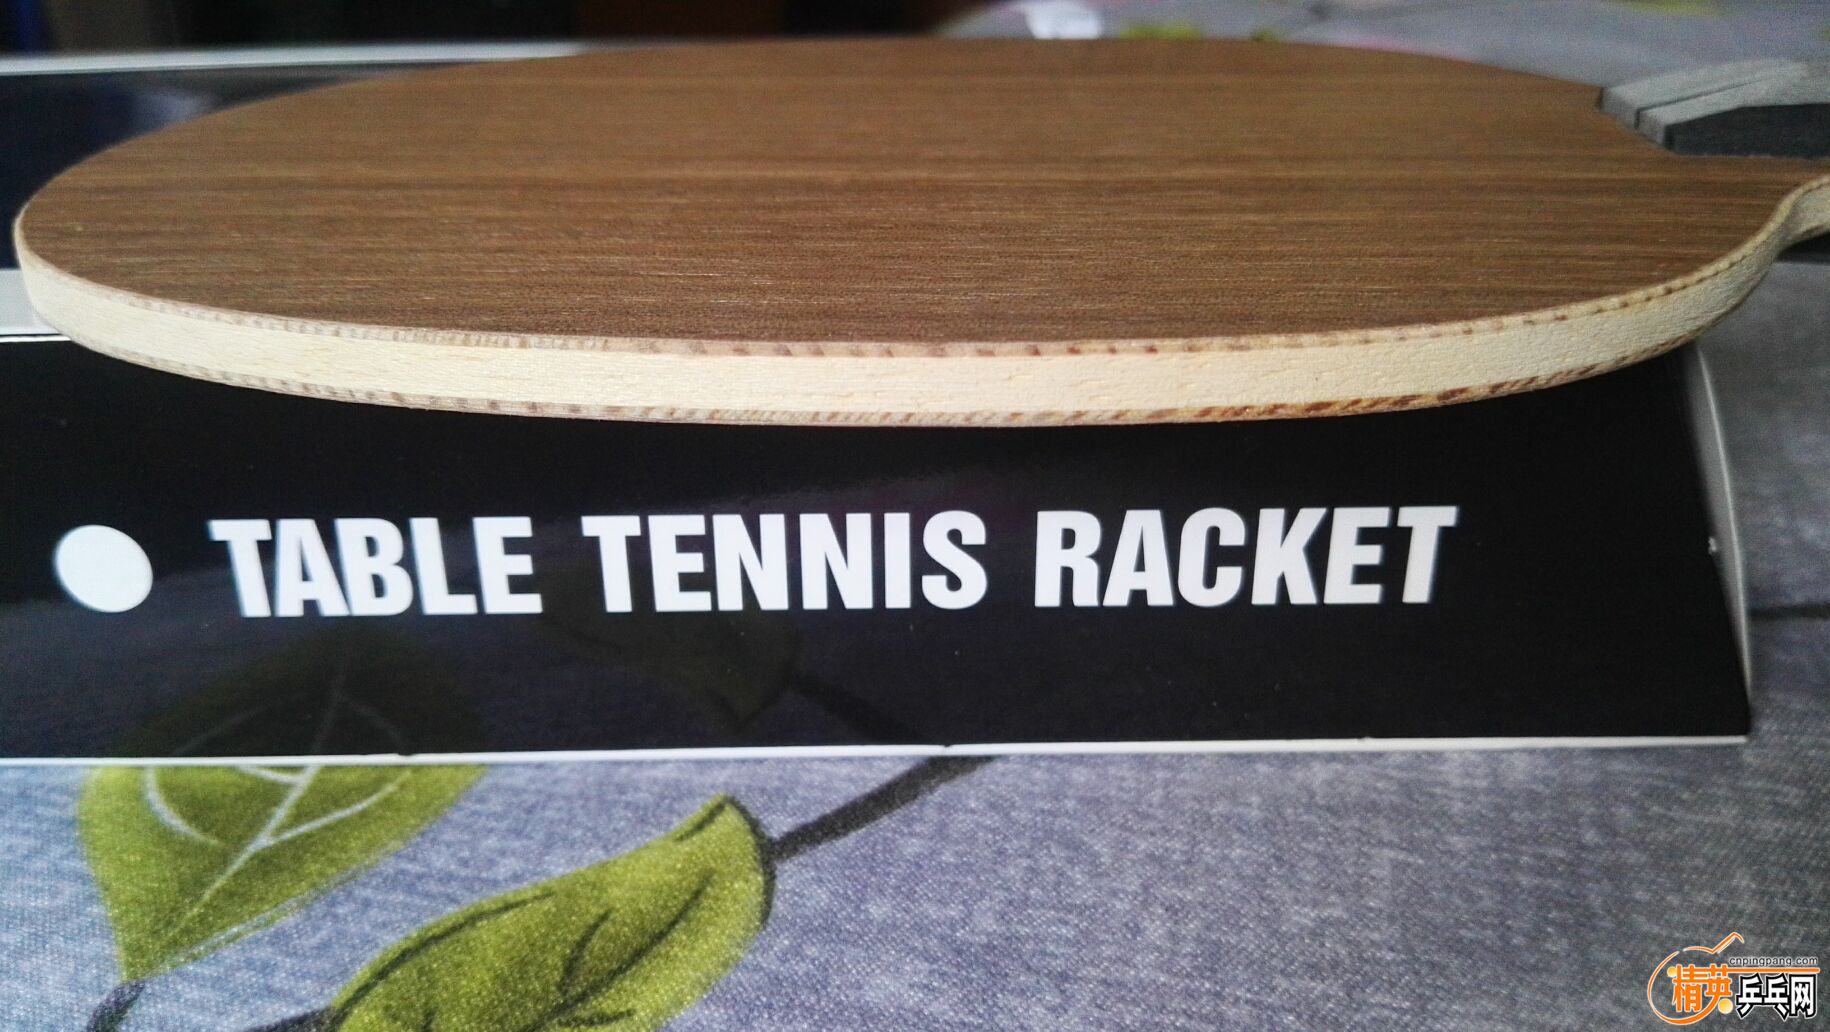 TABLE TENNIS RACKET
cnpingpang.com
精英乒乓网